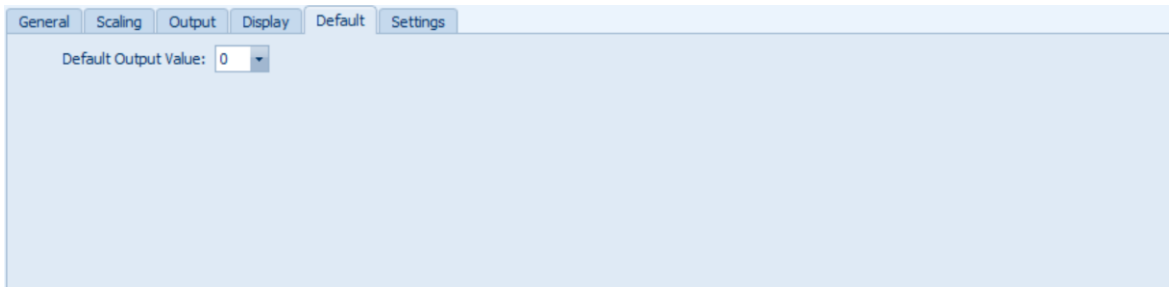 General Scaling Output Display Default Settings
Default Output Value: 0